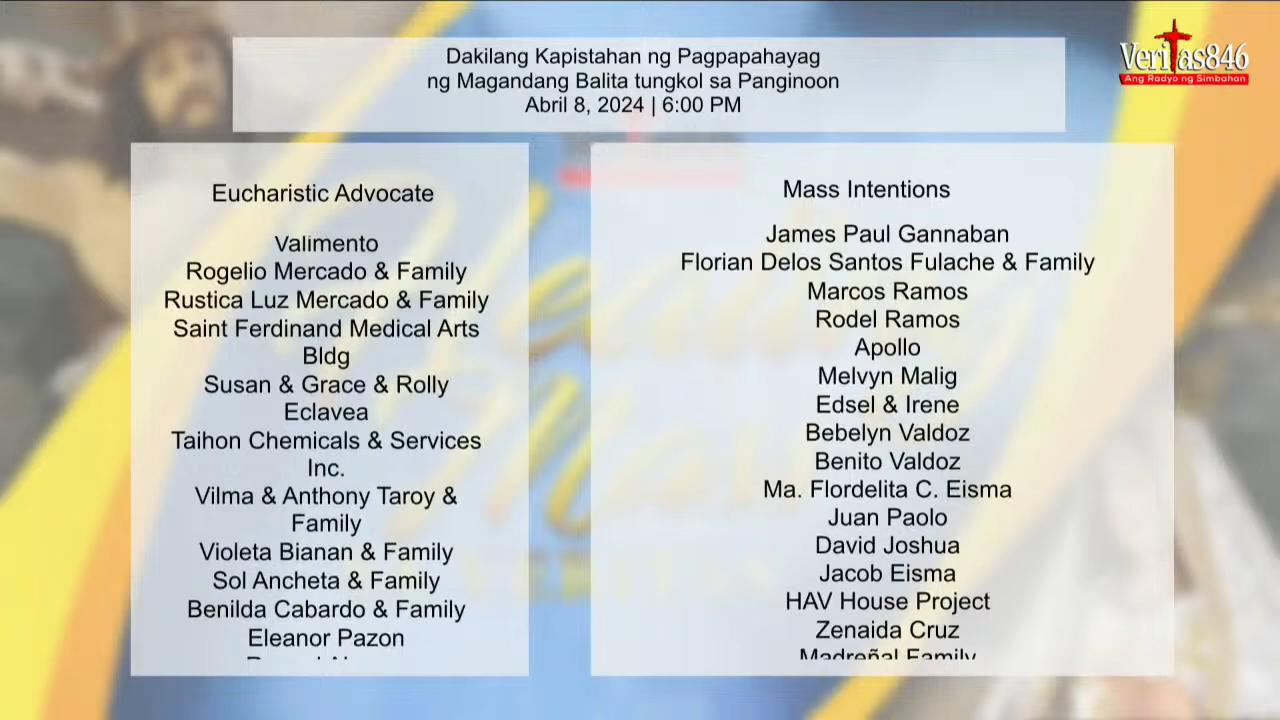 Dakilang Kapistahan ng Pagpapahayag
ng Magandang Balita tungkol sa Panginoon
Abril 8, 2024 | 6:00 PM
Veritas846
Ang Radyo ng Simbahan
Eucharistic Advocate
Valimento
Rogelio Mercado & Family
Rustica Luz Mercado & Family
Saint Ferdinand Medical Arts
Bldg
Susan & Grace & Rolly
Eclavea
Taihon Chemicals & Services
Inc.
Vilma & Anthony Taroy &
Family
Violeta Bianan & Family
Sol Ancheta & Family
Benilda Cabardo & Family
Eleanor Pazon
Mass Intentions
James Paul Gannaban
Florian Delos Santos Fulache & Family
Marcos Ramos
Rodel Ramos
Apollo
Melvyn Malig
Edsel & Irene
Bebelyn Valdoz
Benito Valdoz
Ma. Flordelita C. Eisma
Juan Paolo
David Joshua
Jacob Eisma
HAV House Project
Zenaida Cruz
Madreñal Family